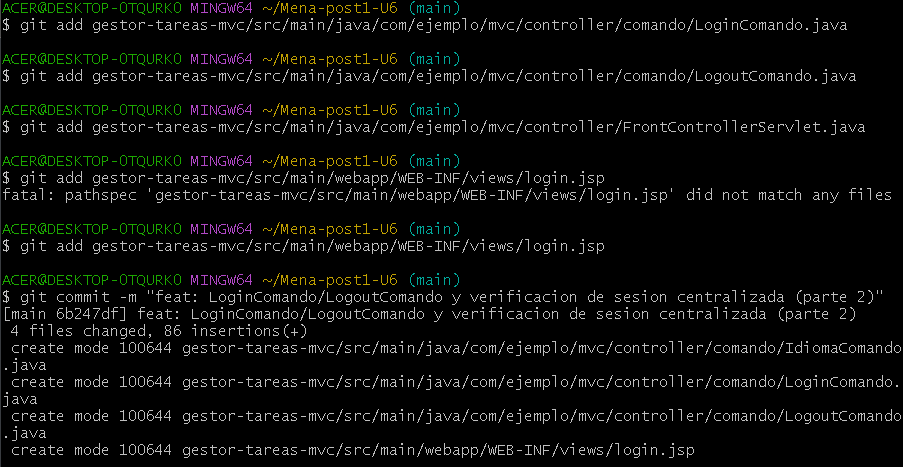 ACER@DESKTOP-OTQURKO MINGW64 ~/Mena-post1-U6 (main)
$ git add gestor-tareas-mvc/src/main/java/com/ejemplo/mvc/controller/comando/LoginComando.java

ACER@DESKTOP-OTQURKO MINGW64 ~/Mena-post1-U6 (main)
$ git add gestor-tareas-mvc/src/main/java/com/ejemplo/mvc/controller/comando/LogoutComando.java

ACER@DESKTOP-OTQURKO MINGW64 ~/Mena-post1-U6 (main)
$ git add gestor-tareas-mvc/src/main/java/com/ejemplo/mvc/controller/FrontControllerServlet.java

ACER@DESKTOP-OTQURKO MINGW64 ~/Mena-post1-U6 (main)
$ git add gestor-tareas-mvc/src/main/webapp/WEB-INF/views/login.jsp
fatal: pathspec 'gestor-tareas-mvc/src/main/webapp/WEB-INF/views/login.jsp' did not match any files

ACER@DESKTOP-OTQURKO MINGW64 ~/Mena-post1-U6 (main)
$ git add gestor-tareas-mvc/src/main/webapp/WEB-INF/views/login.jsp

ACER@DESKTOP-OTQURKO MINGW64 ~/Mena-post1-U6 (main)
$ git commit -m "feat: LoginComando/LogoutComando y verificacion de sesion centralizada (parte 2)"
[main 6b247df] feat: LoginComando/LogoutComando y verificacion de sesion centralizada (parte 2)
 4 files changed, 86 insertions(+)
 create mode 100644 gestor-tareas-mvc/src/main/java/com/ejemplo/mvc/controller/comando/IdiomaComando
.java
 create mode 100644 gestor-tareas-mvc/src/main/java/com/ejemplo/mvc/controller/comando/LoginComando.
java
 create mode 100644 gestor-tareas-mvc/src/main/java/com/ejemplo/mvc/controller/comando/LogoutComando
.java
 create mode 100644 gestor-tareas-mvc/src/main/webapp/WEB-INF/views/login.jsp